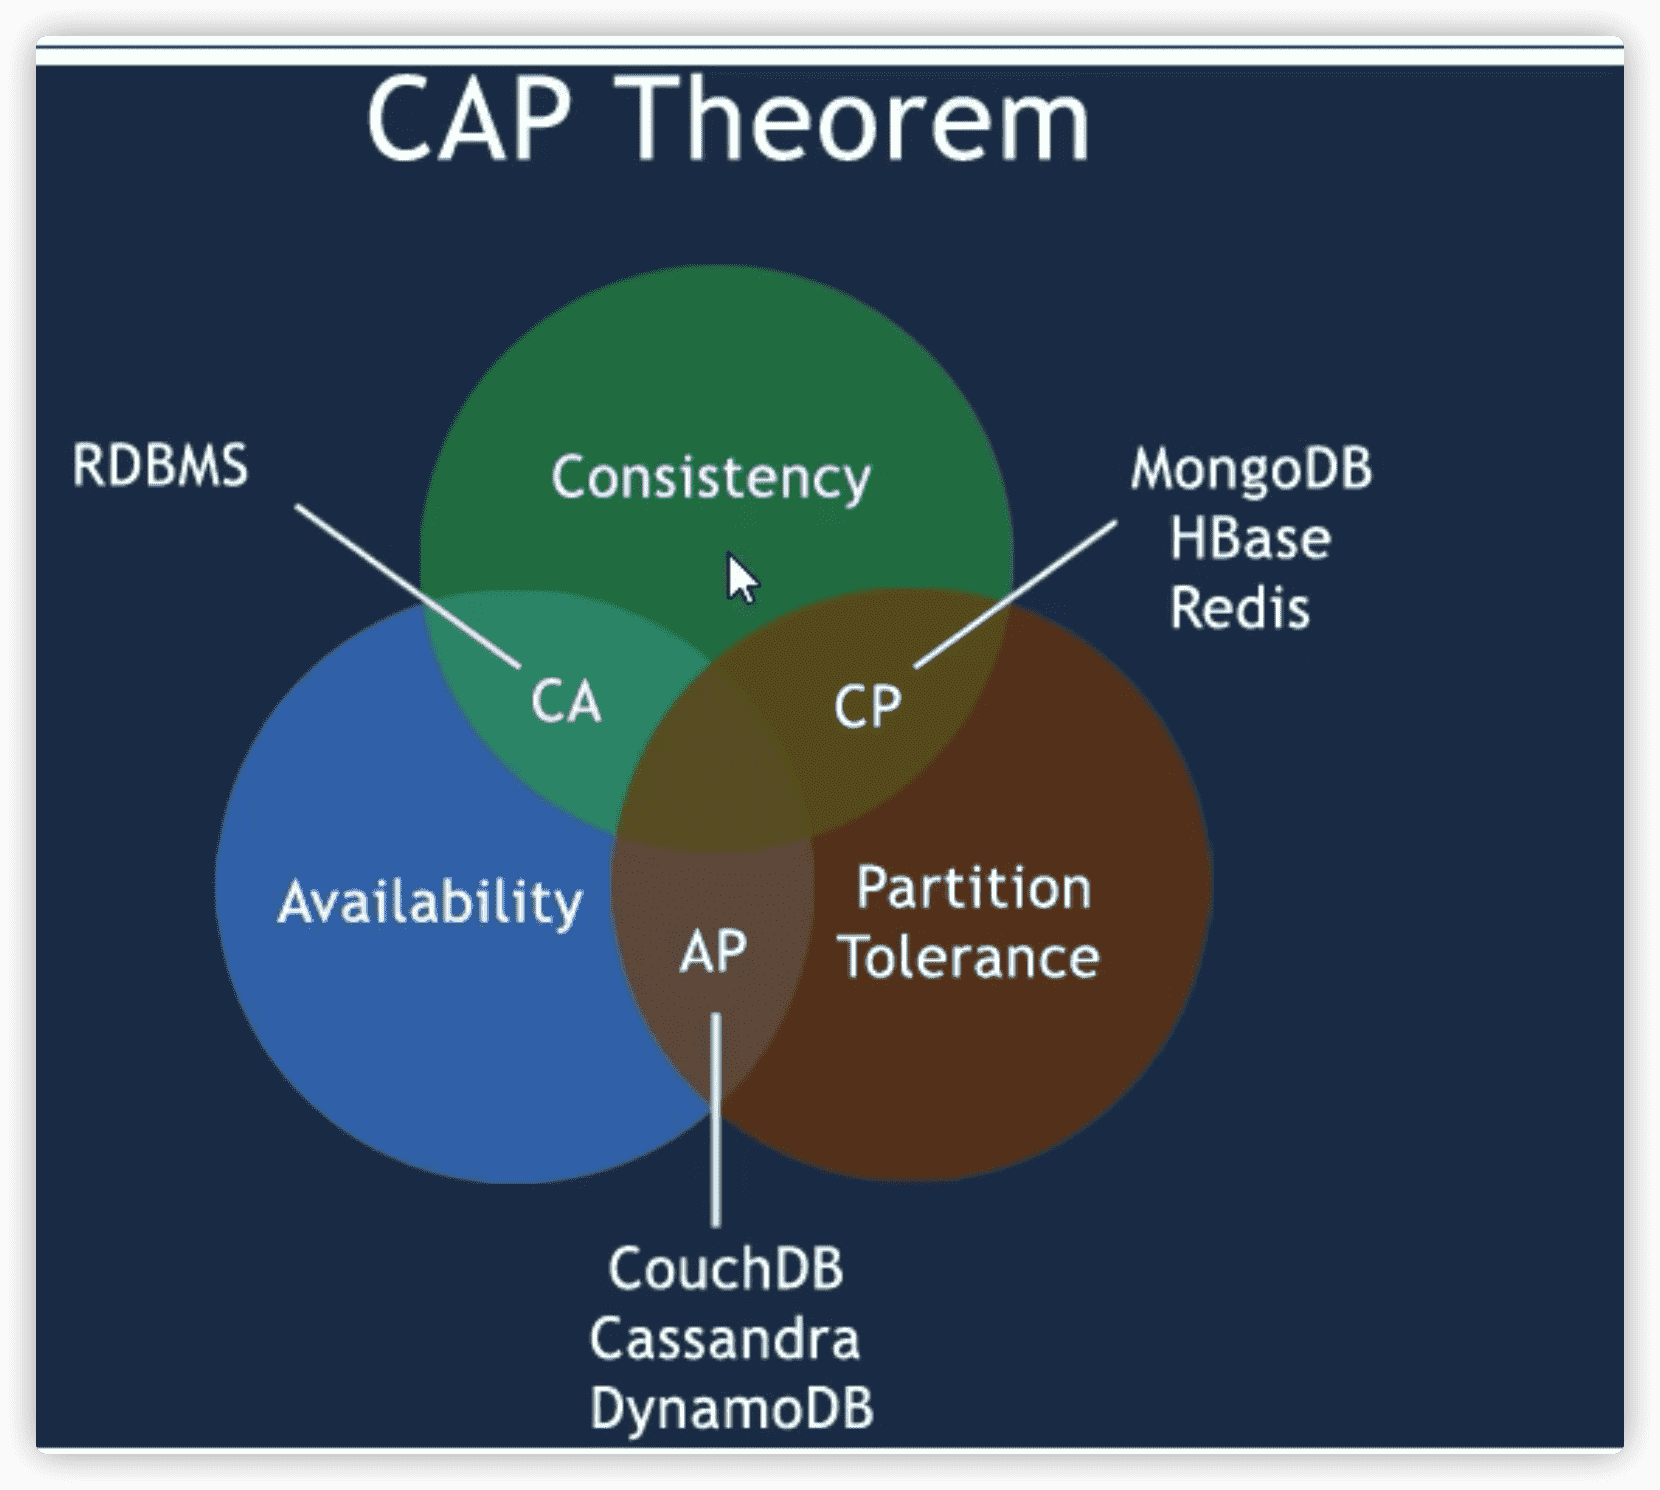 CAP Theorem
RDBMS
Consistency
MongoDB
HBase
Redis
CA
CP
Availability
Partition
Tolerance
AP
CouchDB
Cassandra
DynamoDB